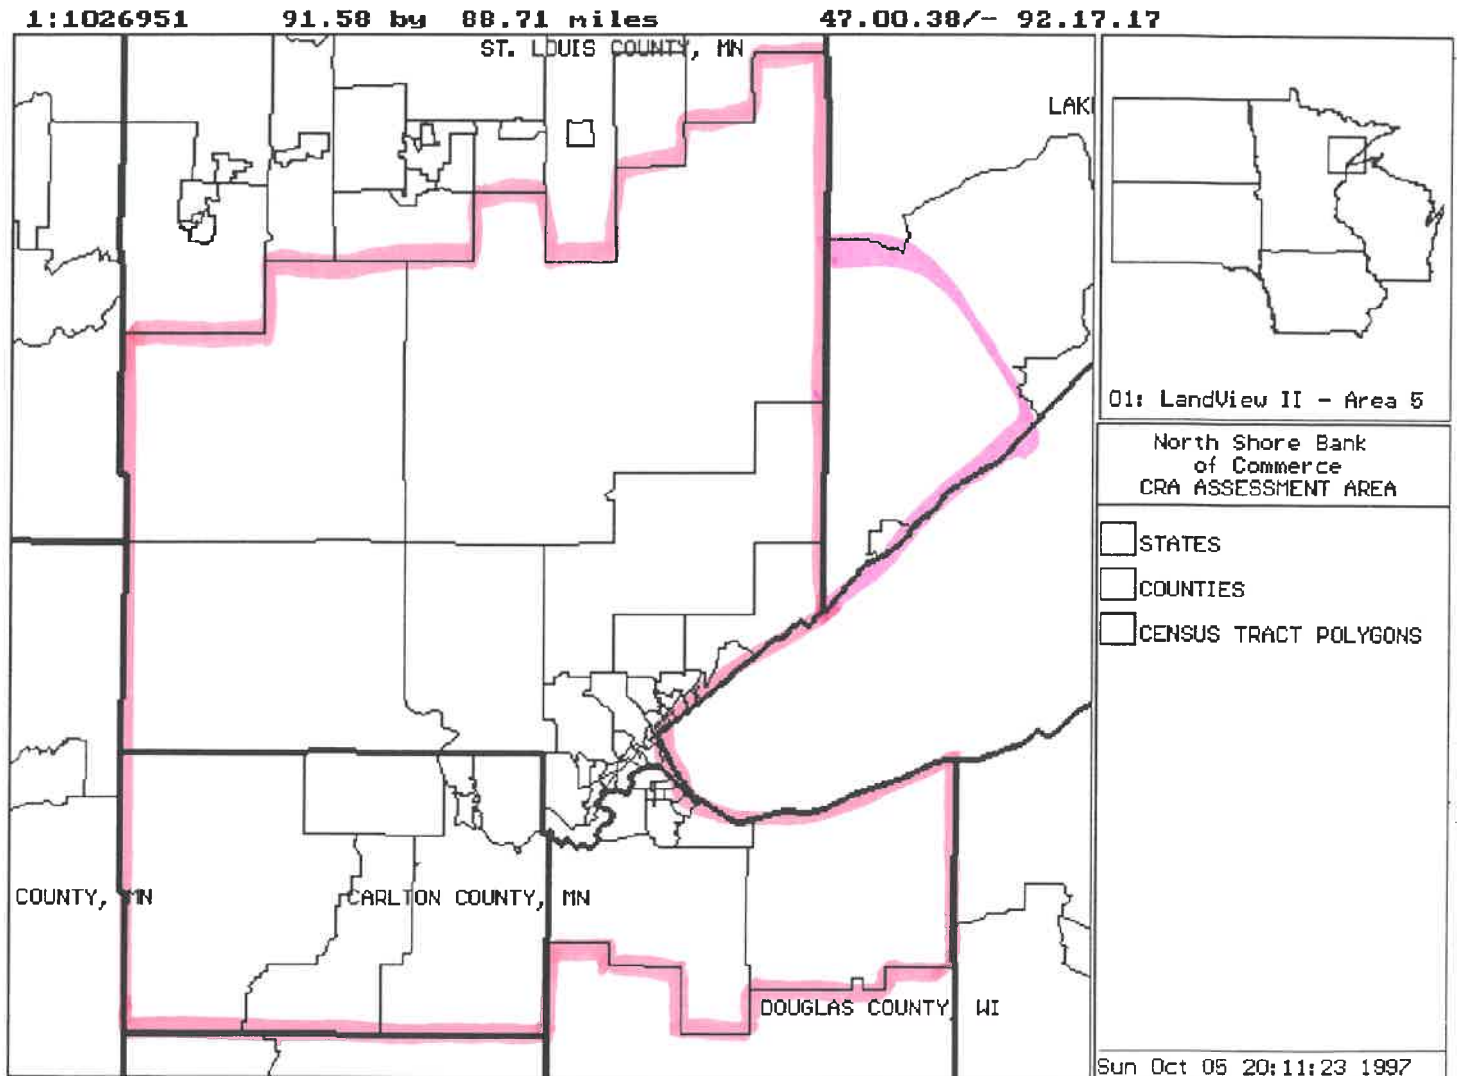 1:1026951 91.58 by 88.71 miles 47.00.38/- 92.17.17
ST. LOUIS COUNTY, MN
LAK
COUNTY, MN
CARLTON COUNTY, MN
DOUGLAS COUNTY, WI
01: LandView II - Area 5
North Shore Bank
of Commerce
CRA ASSESSMENT AREA
STATES
COUNTIES
CENSUS TRACT POLYGONS
Sun Oct 05 20:11:23 1997